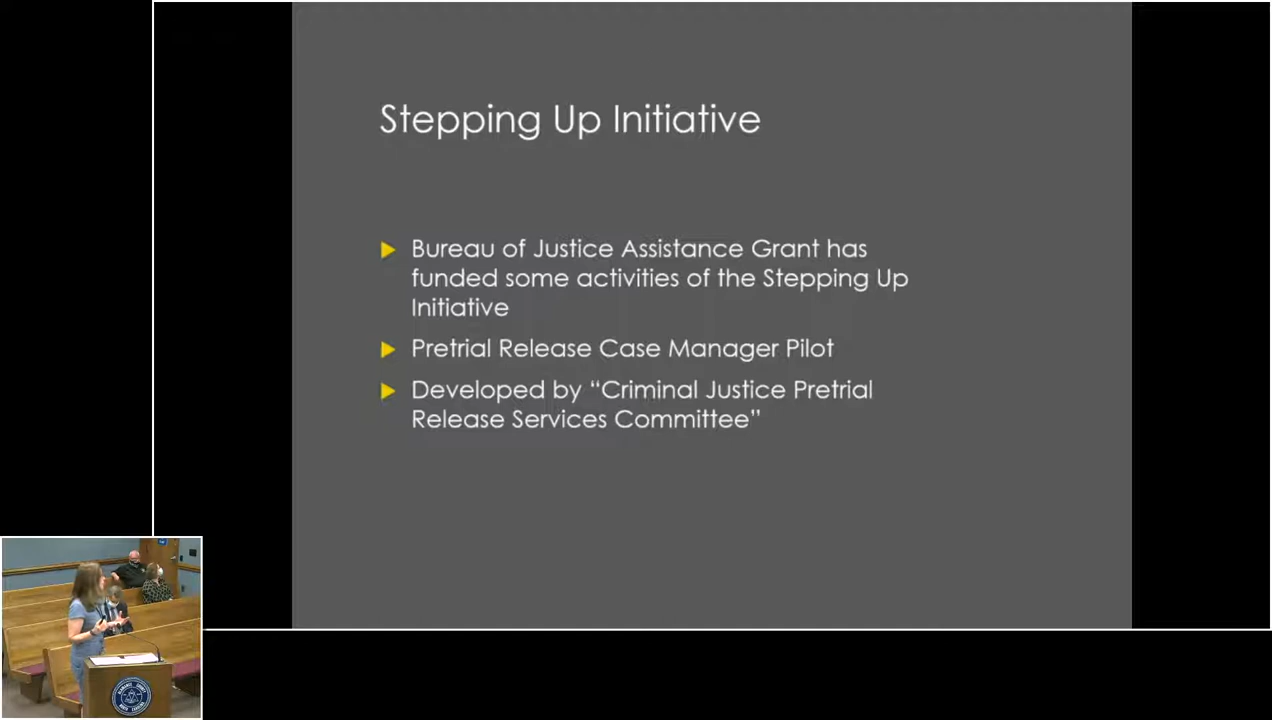 Stepping Up Initiative
Bureau of Justice Assistance Grant has
funded some activities of the Stepping Up
Initiative
Pretrial Release Case Manager Pilot
Developed by “Criminal Justice Pretrial
Release Services Committee”